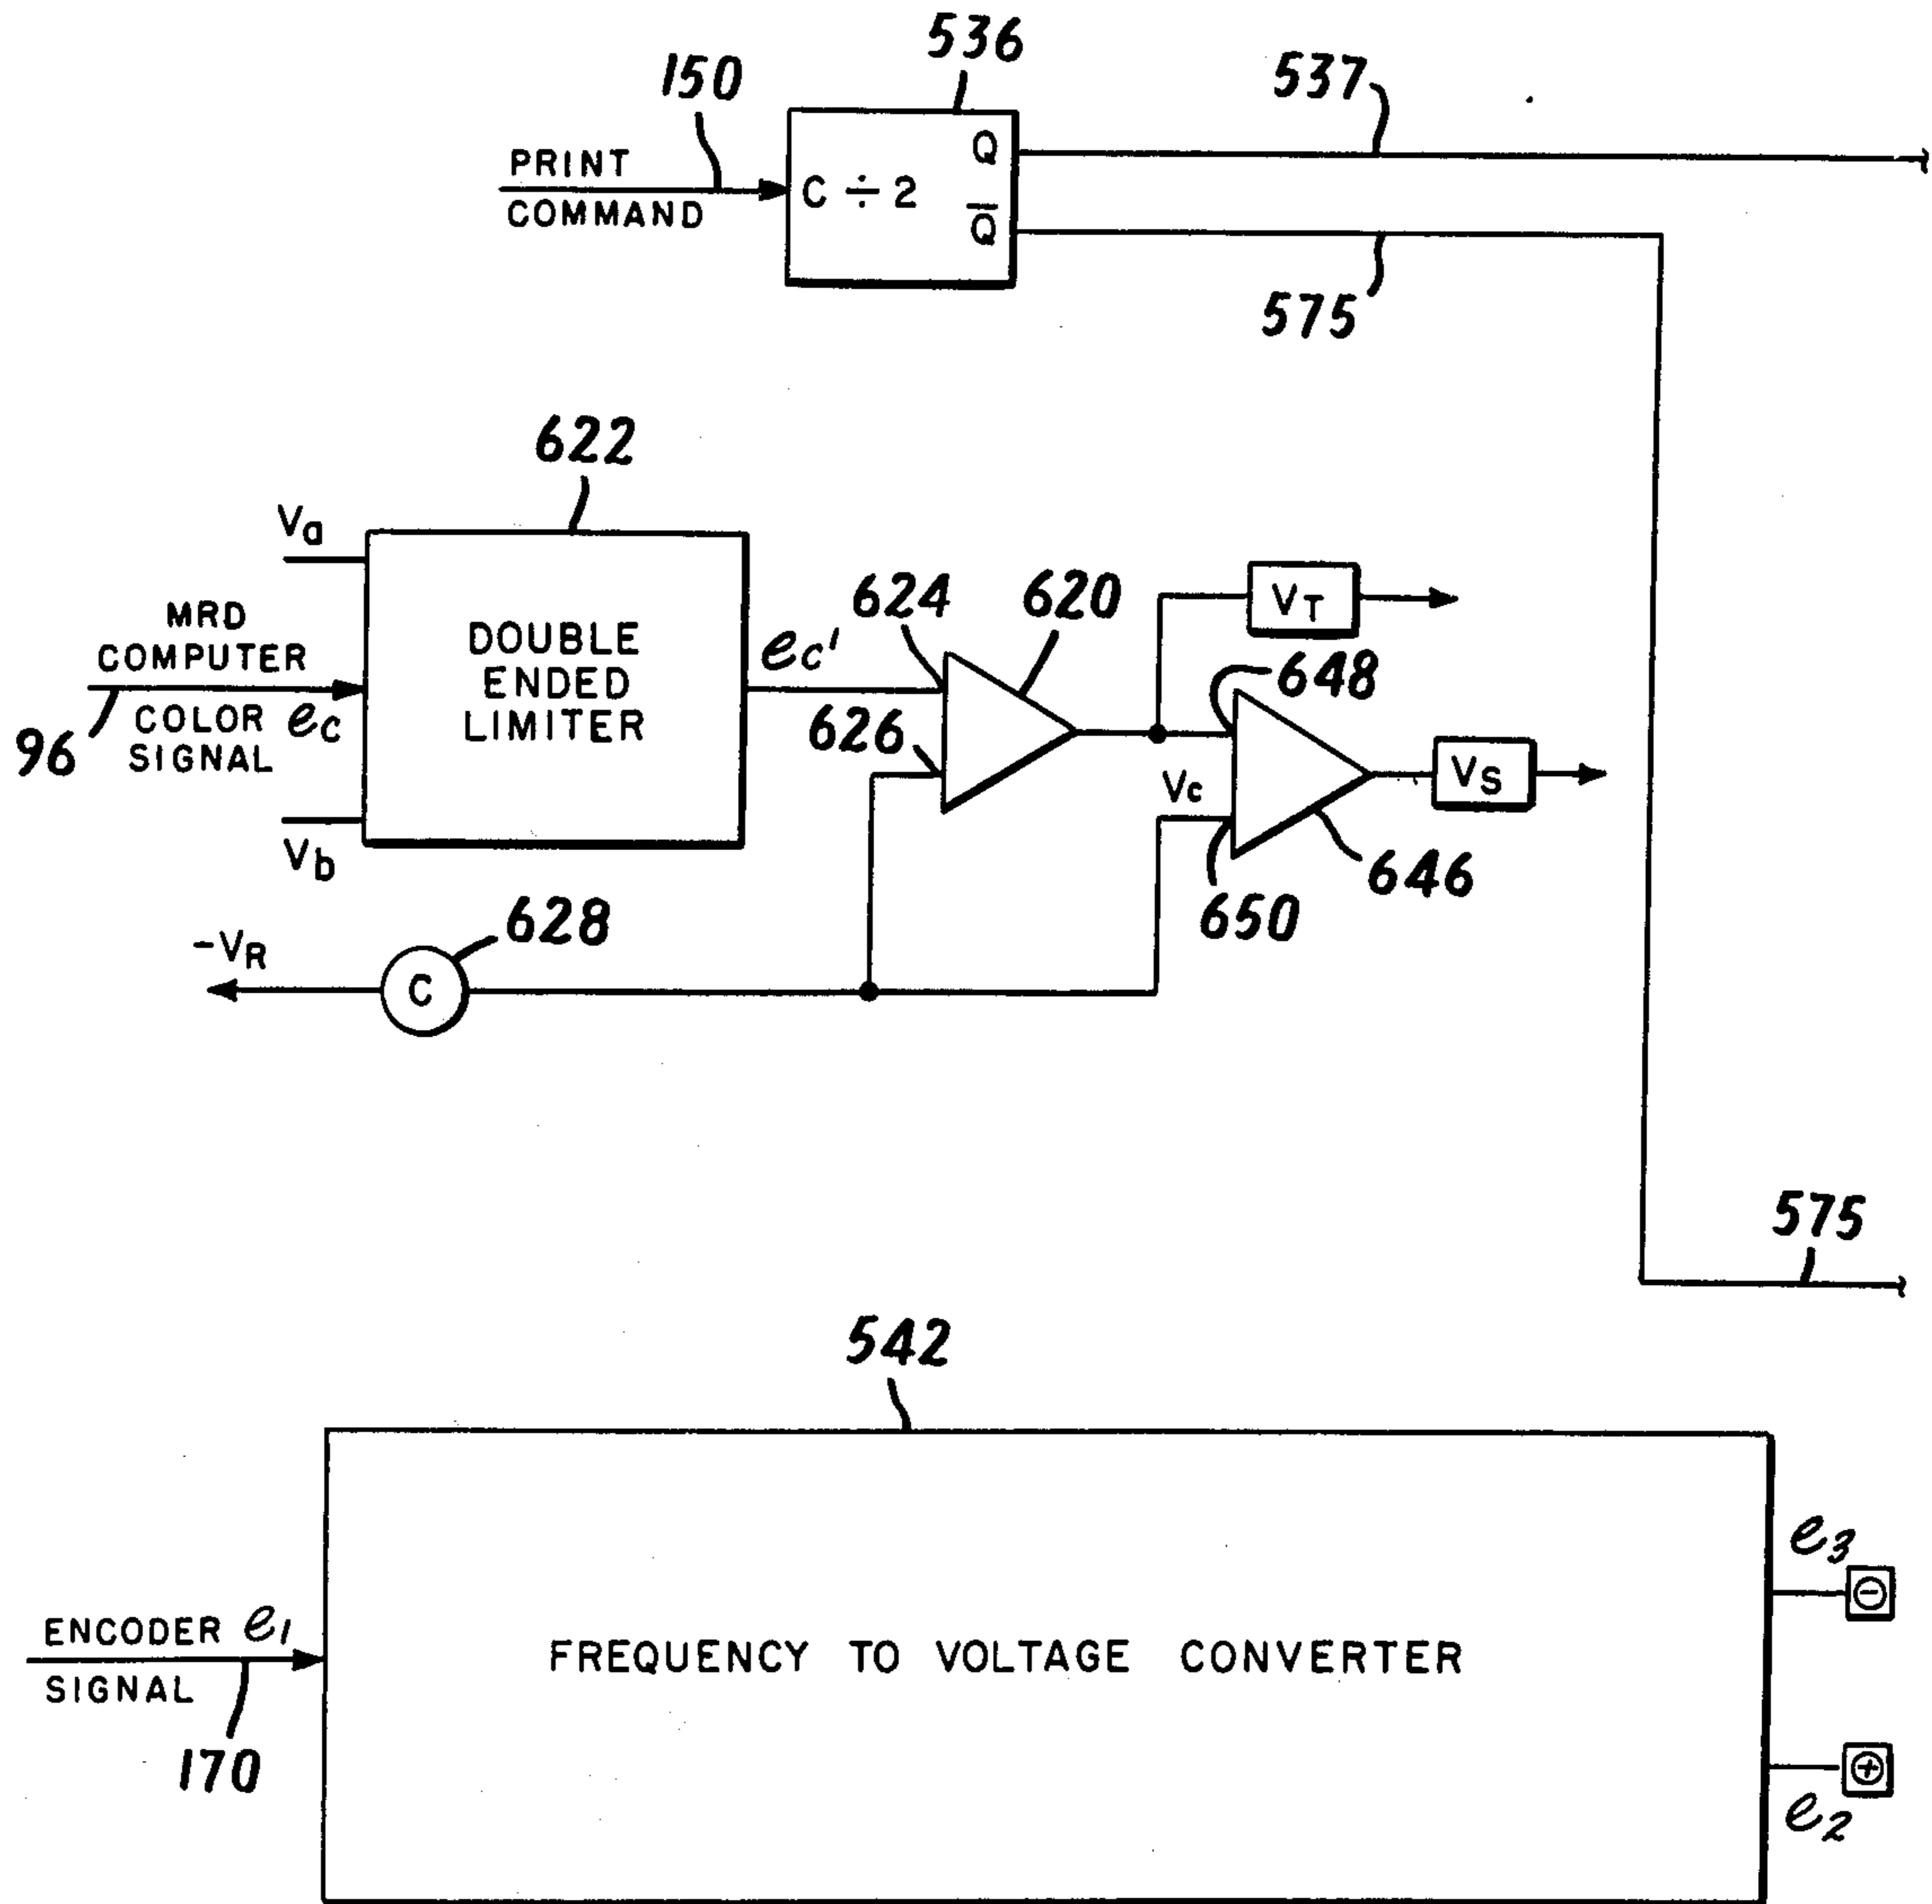 536
150
537
PRINT
COMMAND
C ÷ 2
Q
Q̅
575
622
Va
MRD
COMPUTER
COLOR ec
SIGNAL
96
Vb
DOUBLE
ENDED
LIMITER
ec'
624
620
626
VT
648
Vc
VS
646
650
628
-VR
C
575
542
ENCODER e1
SIGNAL
170
FREQUENCY TO VOLTAGE CONVERTER
e3
−
+
e2